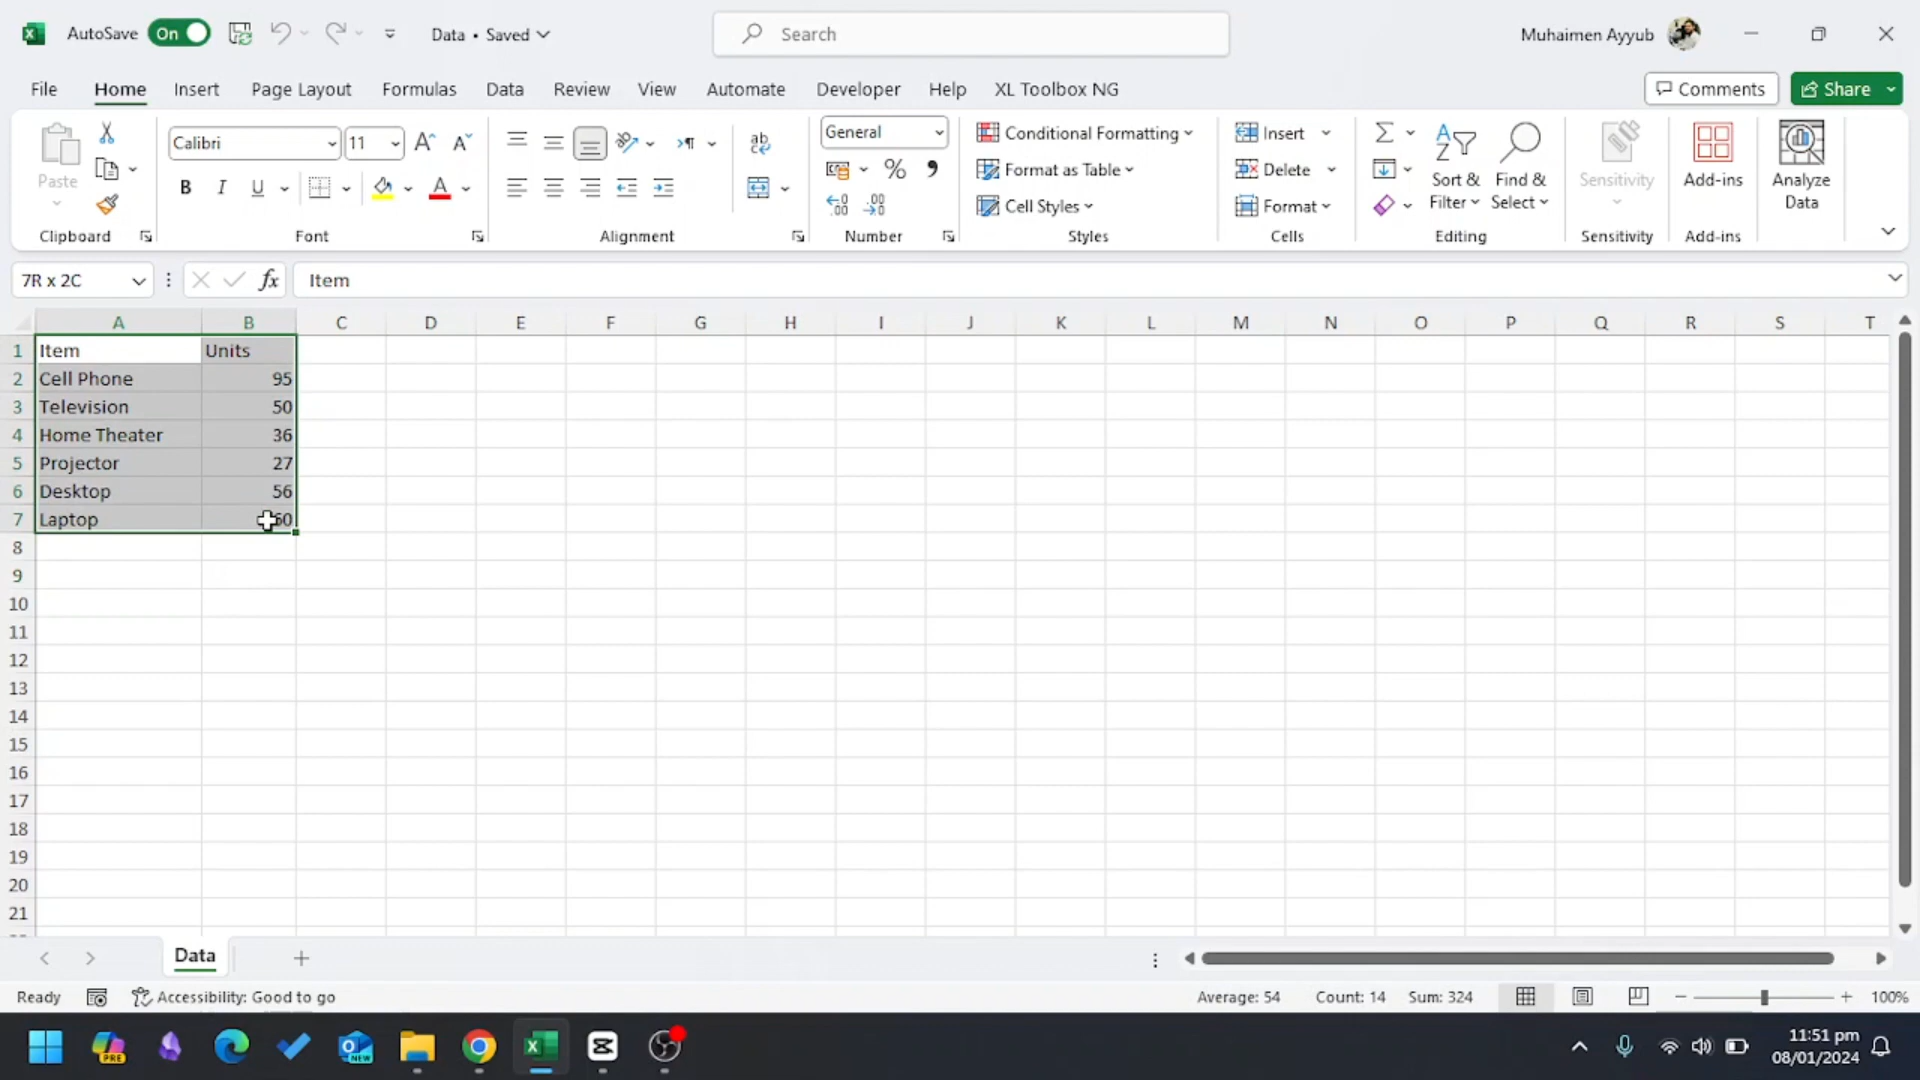 AutoSave On Data • Saved Search Muhaimen Ayyub
File Home Insert Page Layout Formulas Data Review View Automate Developer Help XL Toolbox NG Comments Share
Paste Calibri 11 General Conditional Formatting Insert Sort & Filter Find & Select Sensitivity Add-ins Analyze Data
B I U ab % Format as Table Delete
Cell Styles Format
Clipboard Font Alignment Number Styles Cells Editing Sensitivity Add-ins
7R x 2C fx Item
A B C D E F G H I J K L M N O P Q R S T
1 Item Units
2 Cell Phone 95
3 Television 50
4 Home Theater 36
5 Projector 27
6 Desktop 56
7 Laptop
8
9
10
11
12
13
14
15
16
17
18
19
20
21
Data
Ready Accessibility: Good to go Average: 54 Count: 14 Sum: 324 100%
PRE NEW 11:51 pm
08/01/2024